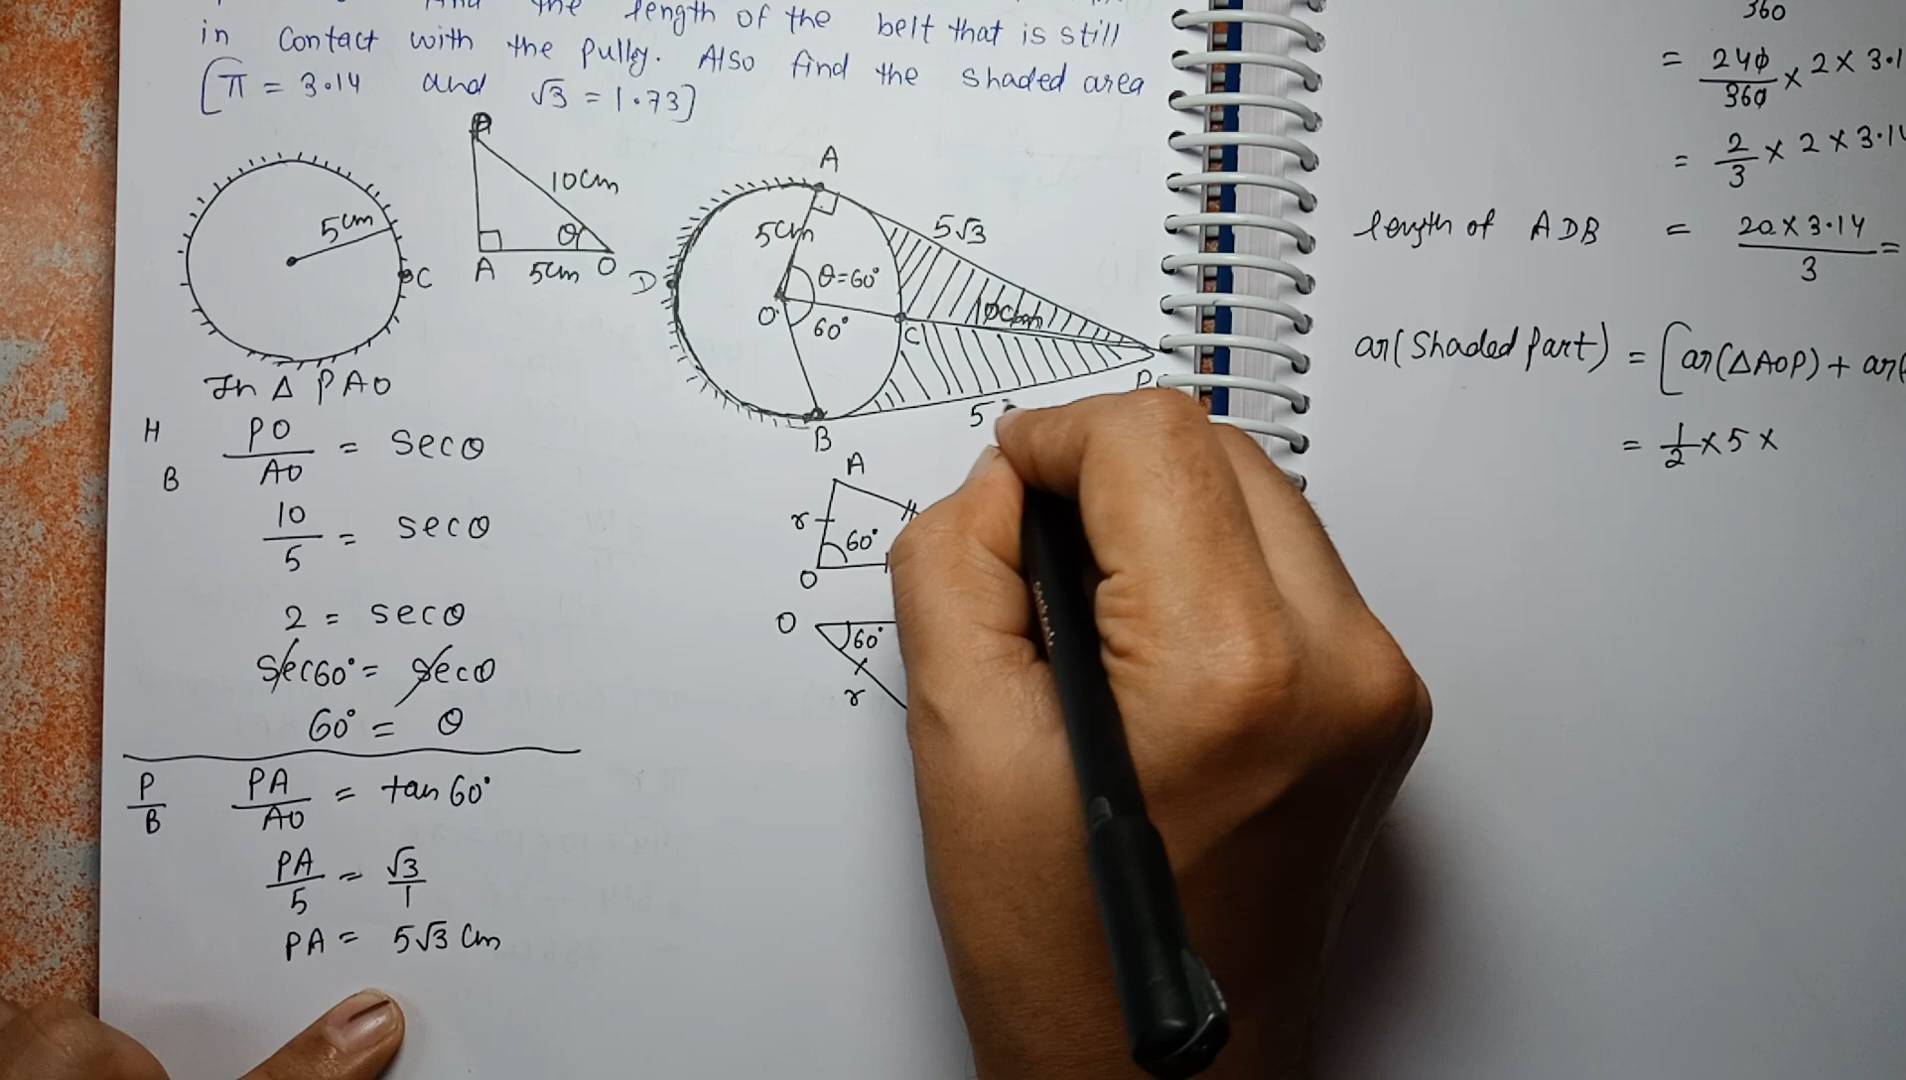 the length of the belt that is still
in contact with the pully. Also find the shaded area
[π = 3.14 and √3 = 1.73]
5cm
C
10cm
θ
A 5cm O
A
5cm
5√3
D
θ=60°
O
60°
C
10cm
P
B
5
In Δ PAO
H PO/AO = secθ
B
10/5 = secθ
2 = secθ
sec60° = secθ
60° = θ
P/B PA/AO = tan60°
PA/5 = √3/1
PA = 5√3 cm
A
r
60°
O
O
60°
r
360
= 240/360 × 2 × 3.1
= 2/3 × 2 × 3.14
length of ADB = 20 × 3.14/3 =
ar(Shaded Part) = [ar(ΔAOP) + ar(
= 1/2 × 5 ×